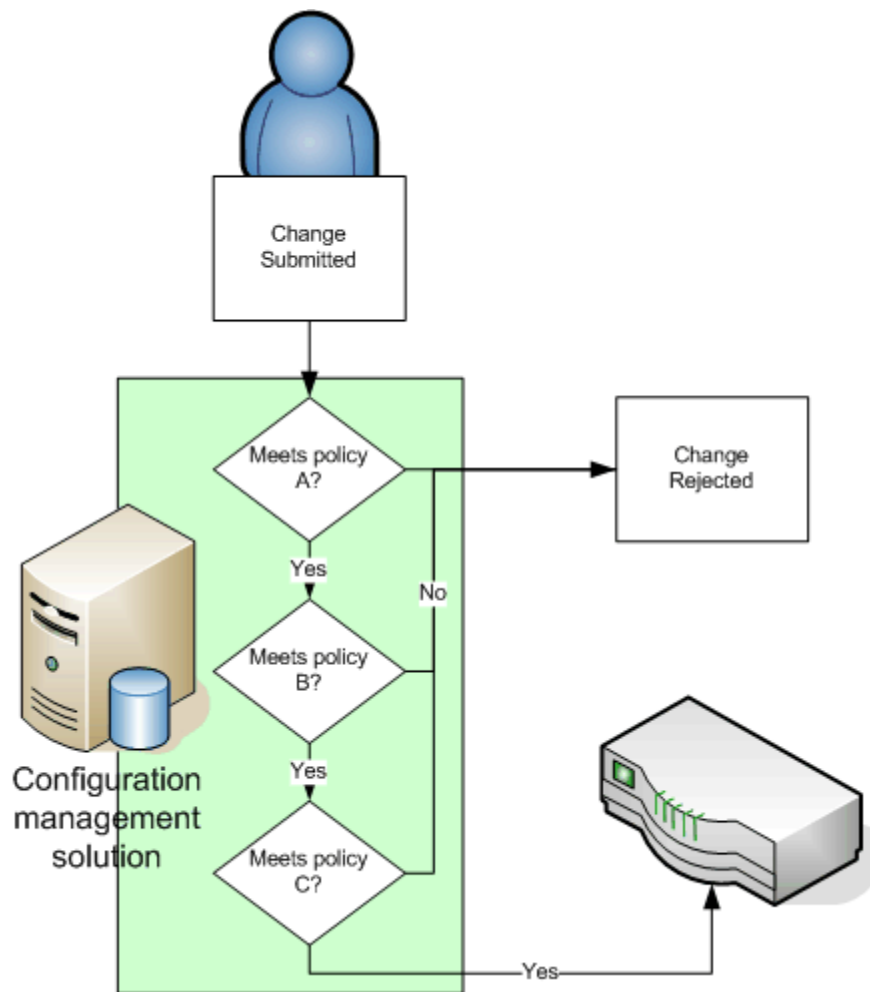 Change
Submitted
Meets policy
A?
Change
Rejected
Yes
No
Meets policy
B?
Yes
Configuration
management
solution
Meets policy
C?
Yes